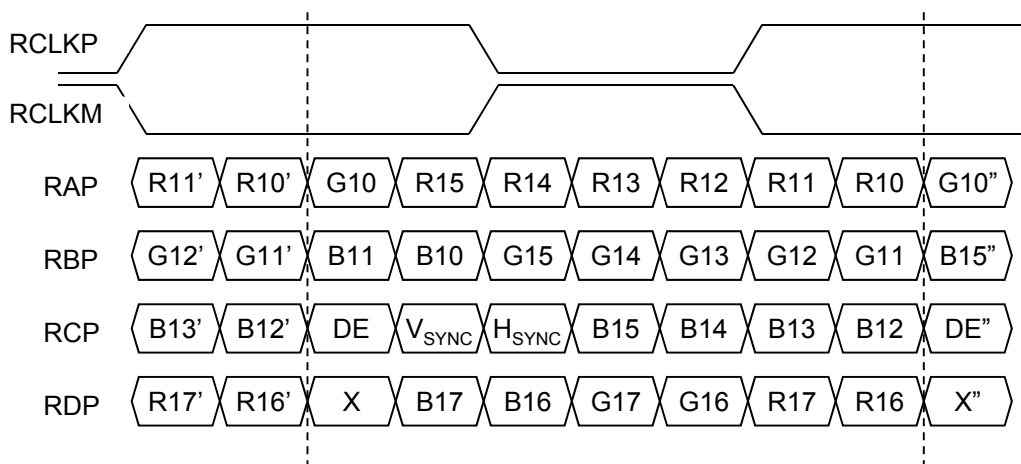 RCLKP
RCLKM
RAP R11’ R10’ G10 R15 R14 R13 R12 R11 R10 G10”
RBP G12’ G11’ B11 B10 G15 G14 G13 G12 G11 B15”
RCP B13’ B12’ DE VSYNC HSYNC B15 B14 B13 B12 DE”
RDP R17’ R16’ X B17 B16 G17 G16 R17 R16 X”